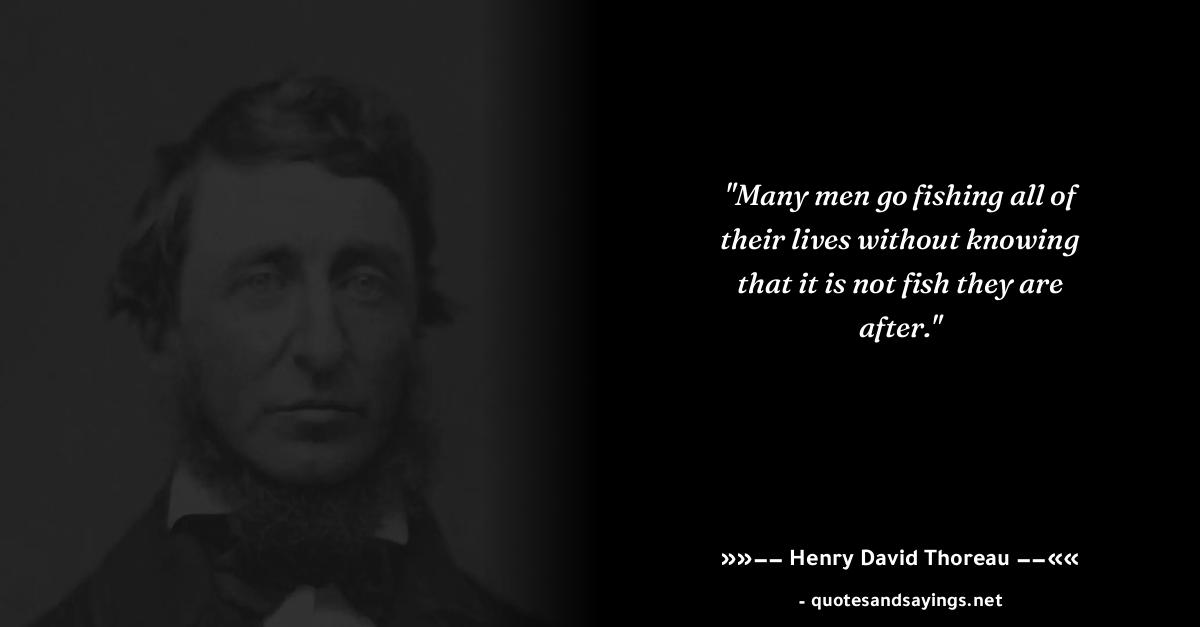 "Many men go fishing all of
their lives without knowing
that it is not fish they are
after."
»»−− Henry David Thoreau −−««
- quotesandsayings.net